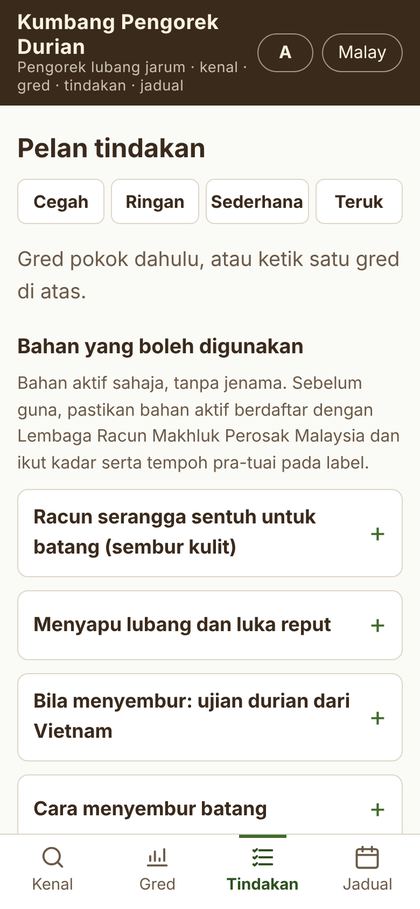 Kumbang Pengorek
Durian
Pengorek lubang jarum · kenal ·
gred · tindakan · jadual
A
Malay
Pelan tindakan
Cegah
Ringan
Sederhana
Teruk
Gred pokok dahulu, atau ketik satu gred
di atas.
Bahan yang boleh digunakan
Bahan aktif sahaja, tanpa jenama. Sebelum
guna, pastikan bahan aktif berdaftar dengan
Lembaga Racun Makhluk Perosak Malaysia dan
ikut kadar serta tempoh pra-tuai pada label.
Racun serangga sentuh untuk
batang (sembur kulit)
+
Menyapu lubang dan luka reput
+
Bila menyembur: ujian durian dari
Vietnam
+
Cara menyembur batang
+
Kenal
Gred
Tindakan
Jadual